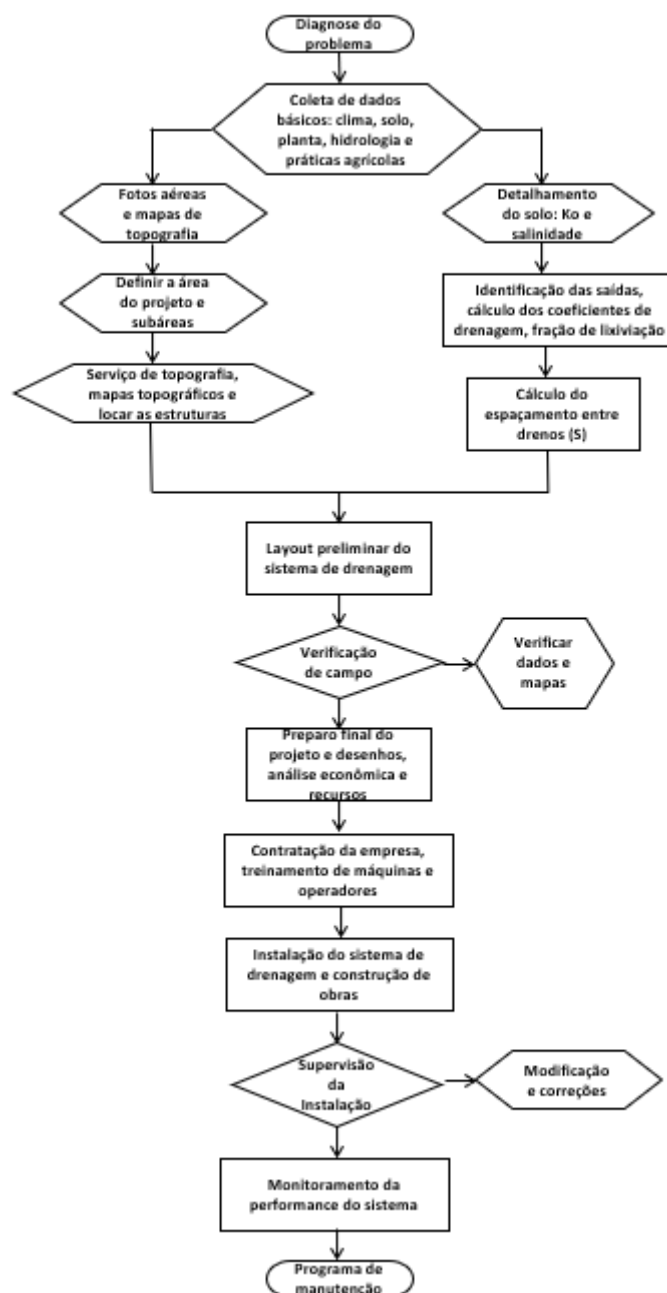 Diagnose do
problema
Coleta de dados
básicos: clima, solo,
planta, hidrologia e
práticas agrícolas
Fotos aéreas
e mapas de
topografia
Detalhamento
do solo: Ko e
salinidade
Definir a área
do projeto e
subáreas
Identificação das saídas,
cálculo dos coeficientes de
drenagem, fração de lixiviação
Serviço de topografia,
mapas topográficos e
locar as estruturas
Cálculo do
espaçamento entre
drenos (S)
Layout preliminar do
sistema de drenagem
Verificação
de campo
Verificar
dados e
mapas
Preparo final do
projeto e desenhos,
análise econômica e
recursos
Contratação da empresa,
treinamento de máquinas e
operadores
Instalação do sistema de
drenagem e construção de
obras
Supervisão
da
Instalação
Modificação
e correções
Monitoramento da
performance do sistema
Programa de
manutenção